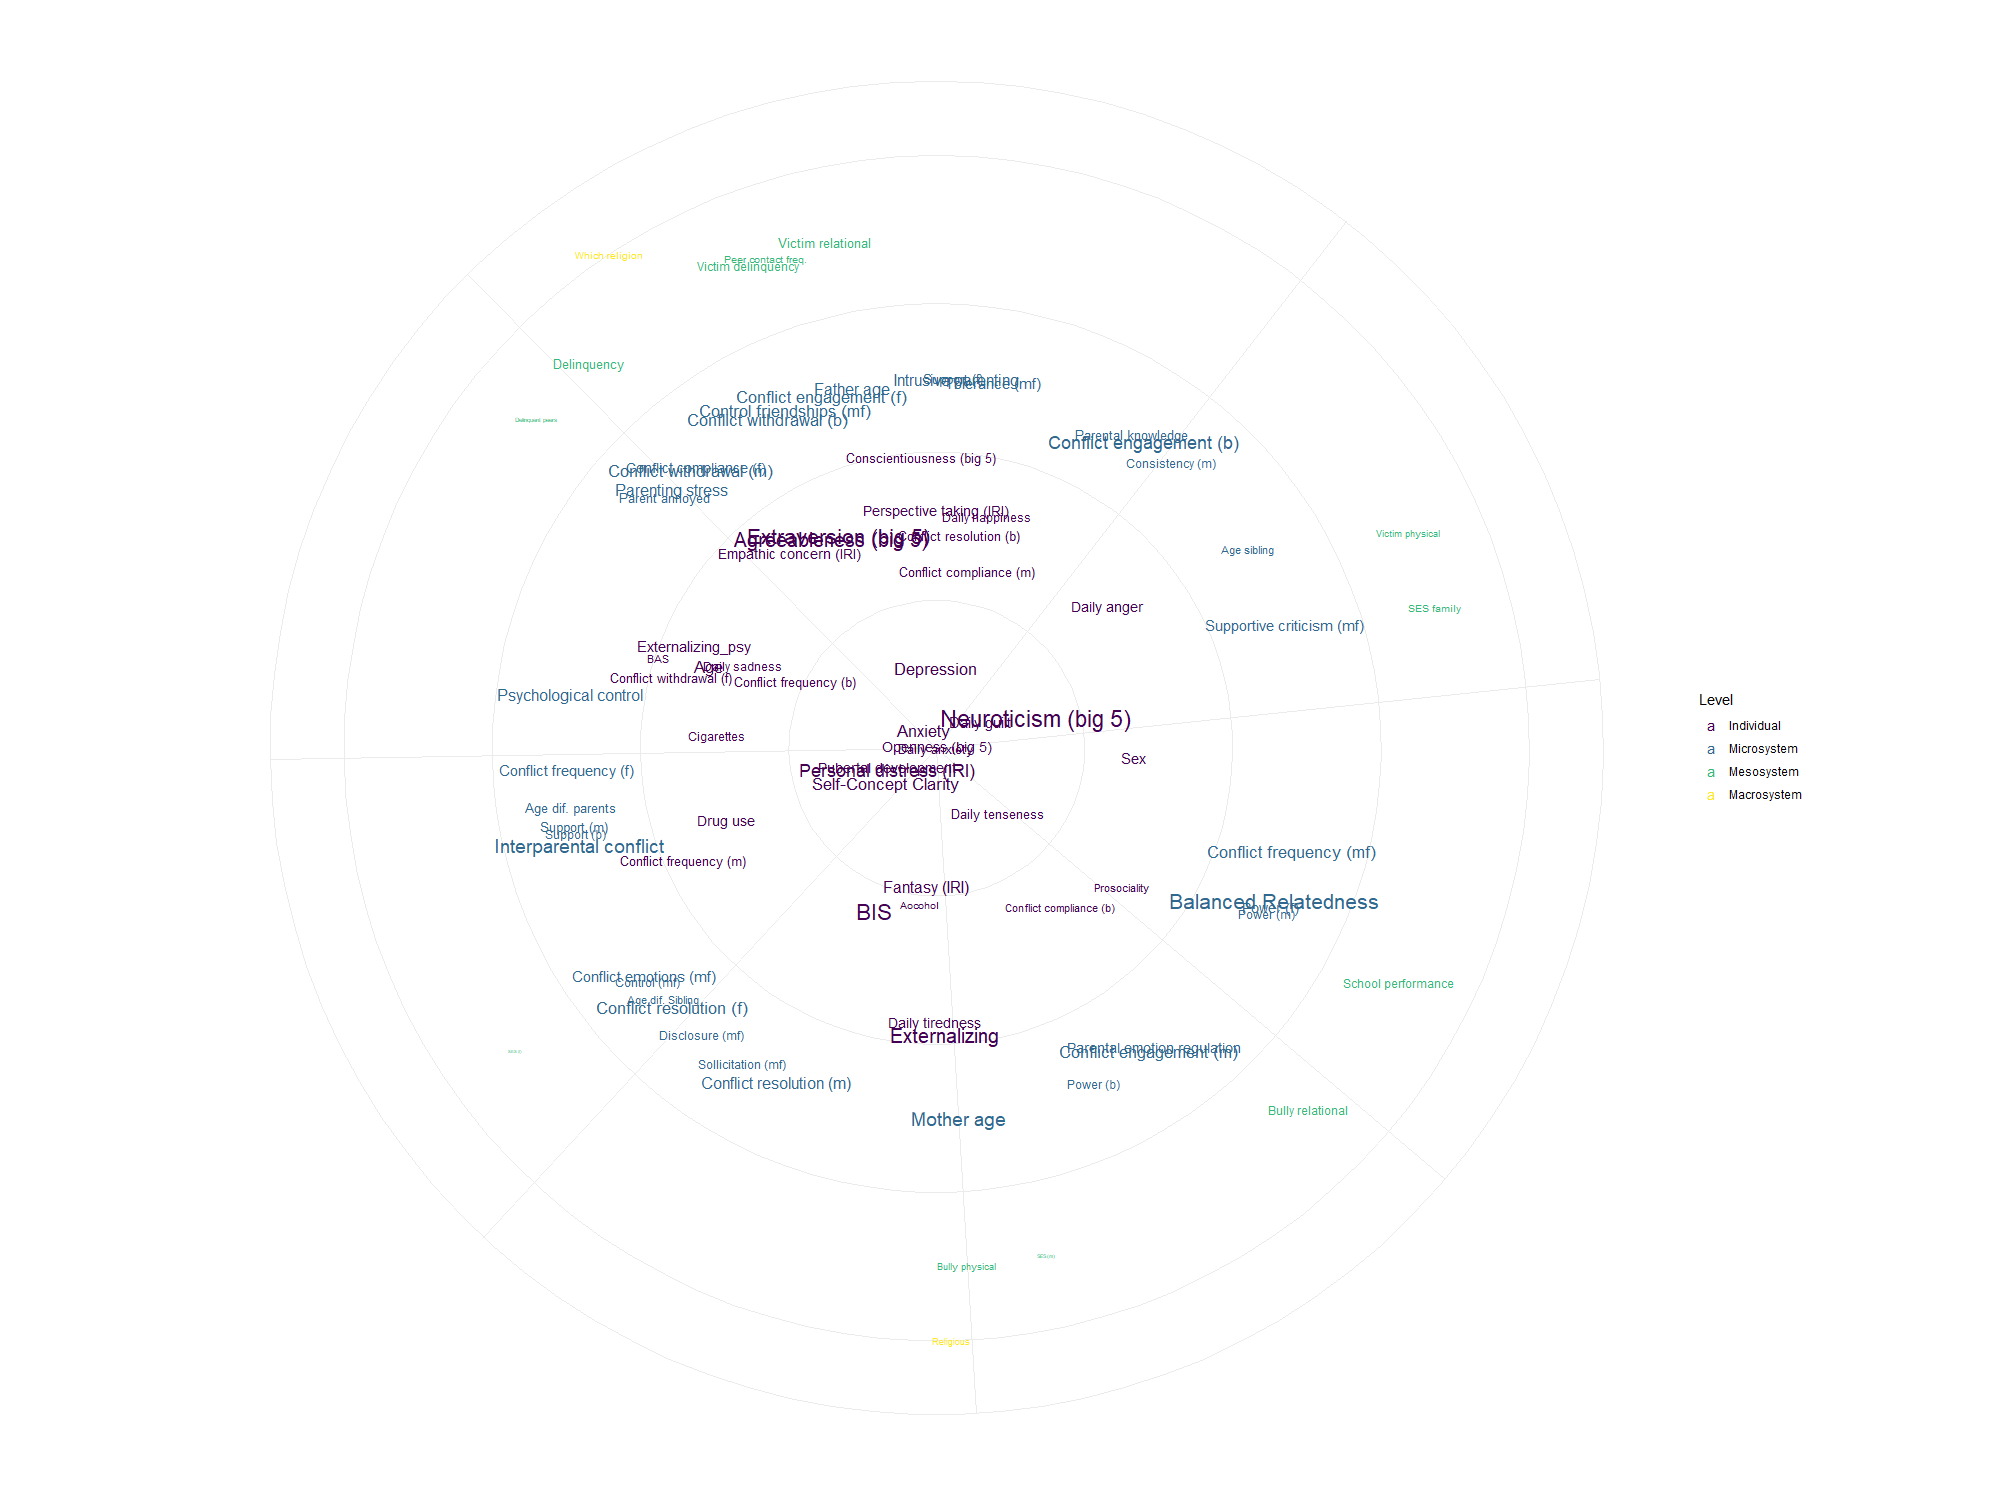 Victim relational
Which religion
Peer contact freq.
Victim delinquency
Delinquency
Intrusive parenting
Support (f)
Tolerance (mf)
Father age
Conflict engagement (f)
Control friendships (mf)
Conflict withdrawal (b)
Delinquent peers
Parental knowledge
Conflict engagement (b)
Conscientiousness (big 5)
Consistency (m)
Conflict compliance (f)
Conflict withdrawal (m)
Parenting stress
Parent annoyed
Perspective taking (IRI)
Daily happiness
Victim physical
Extraversion (big 5)
Agreeableness (big 5)
Conflict resolution (b)
Empathic concern (IRI)
Age sibling
Conflict compliance (m)
Daily anger
SES family
Supportive criticism (mf)
Externalizing_psy
BAS
Age
Daily sadness
Depression
Conflict withdrawal (f)
Conflict frequency (b)
Psychological control
Neuroticism (big 5)
Daily guilt
Anxiety
Cigarettes
Openness (big 5)
Daily anxiety
Sex
Pubertal development
Personal distress (IRI)
Self-Concept Clarity
Conflict frequency (f)
Age dif. parents
Support (m)
Support (b)
Interparental conflict
Drug use
Daily tenseness
Conflict frequency (m)
Conflict frequency (mf)
Fantasy (IRI)
Prosociality
Balanced Relatedness
Power (f)
Power (m)
Aocohol
BIS
Conflict compliance (b)
Conflict emotions (mf)
Control (mf)
School performance
Age dif. Sibling
Conflict resolution (f)
Daily tiredness
Externalizing
Disclosure (mf)
Parental emotion regulation
Conflict engagement (m)
Sollicitation (mf)
Conflict resolution (m)
Power (b)
Bully relational
Mother age
SES (m)
Bully physical
Religious
Level
a Individual
a Microsystem
a Mesosystem
a Macrosystem